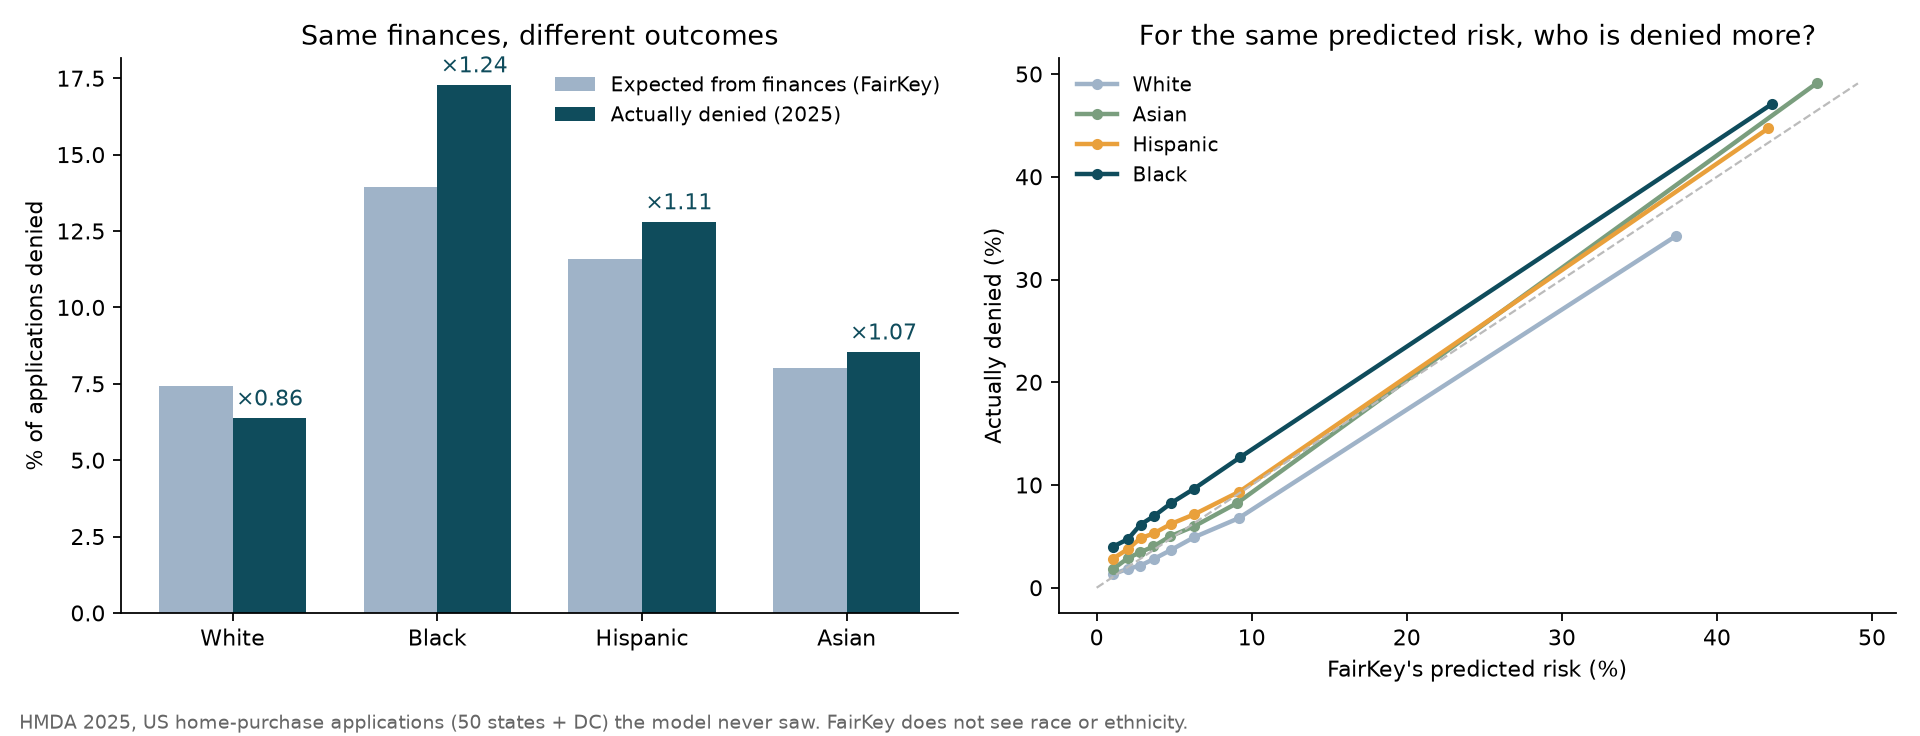 Same finances, different outcomes
% of applications denied
17.5
15.0
12.5
10.0
7.5
5.0
2.5
0.0
×0.86
×1.24
×1.11
×1.07
Expected from finances (FairKey)
Actually denied (2025)
White
Black
Hispanic
Asian
For the same predicted risk, who is denied more?
Actually denied (%)
50
40
30
20
10
0
White
Asian
Hispanic
Black
0
10
20
30
40
50
FairKey's predicted risk (%)
HMDA 2025, US home-purchase applications (50 states + DC) the model never saw. FairKey does not see race or ethnicity.